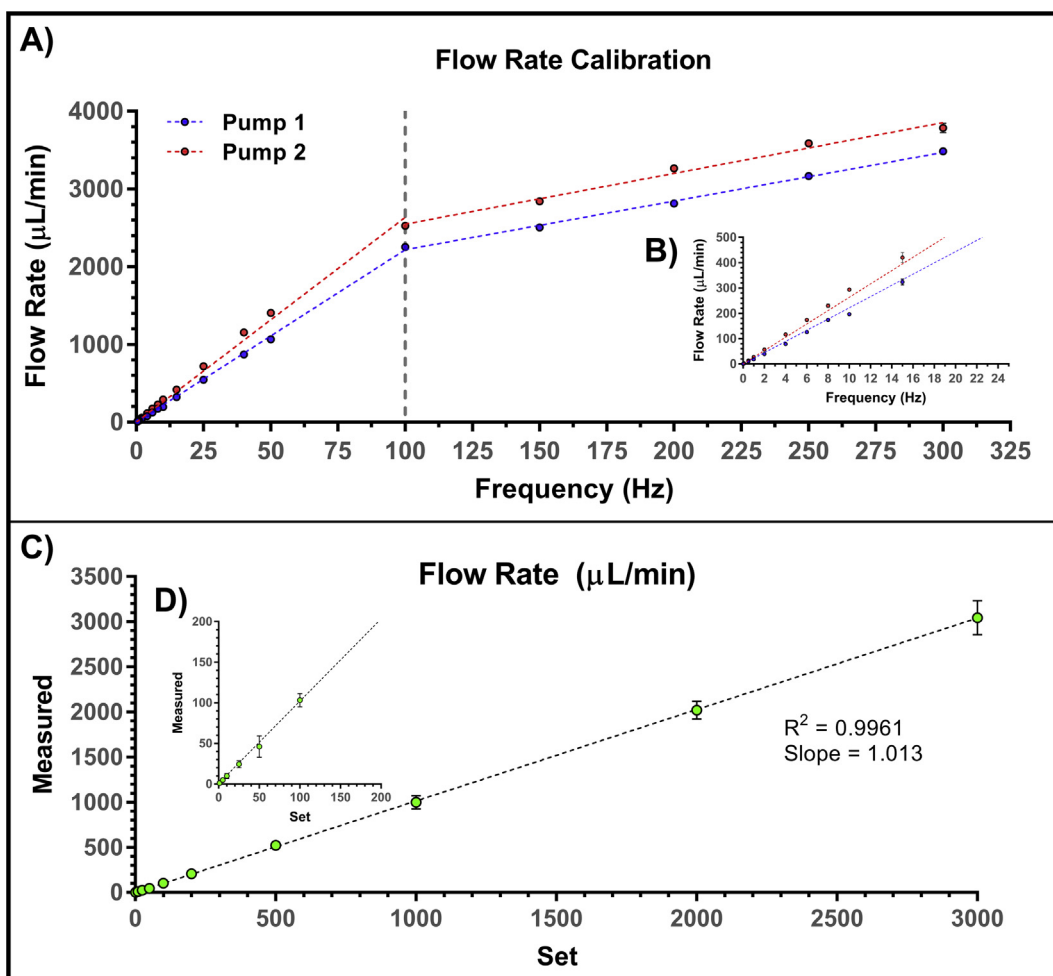 A)
Flow Rate Calibration
Flow Rate (μL/min)
4000
3000
2000
1000
0
Pump 1
Pump 2
0 25 50 75 100 125 150 175 200 225 250 275 300 325
Frequency (Hz)
B)
Flow Rate (μL/min)
500
400
300
200
100
0
0 2 4 6 8 10 12 14 16 18 20 22 24
Frequency (Hz)
C)
Flow Rate (μL/min)
Measured
3500
3000
2500
2000
1500
1000
500
0
D)
Measured
200
150
100
50
0
0 50 100 150 200
Set
R² = 0.9961
Slope = 1.013
0 500 1000 1500 2000 2500 3000
Set